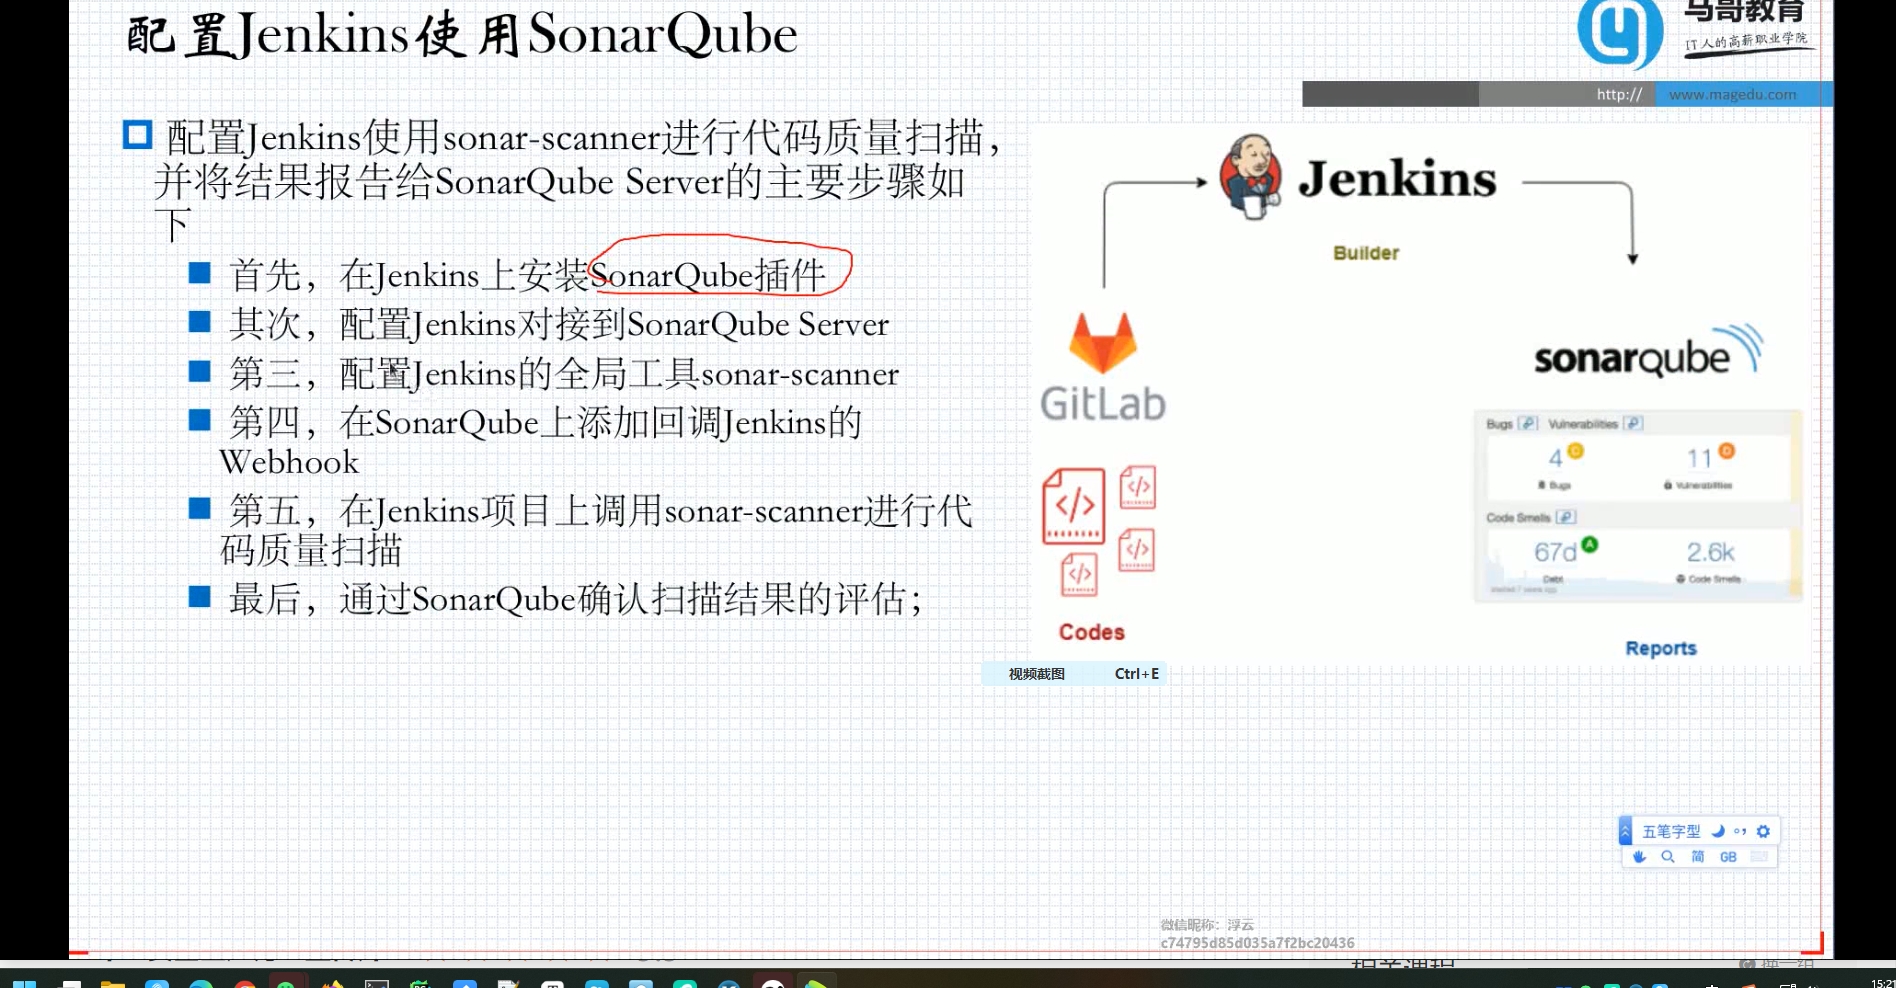 配置Jenkins使用SonarQube
马哥教育
IT人的高薪职业学院
http://
www.magedu.com
配置Jenkins使用sonar-scanner进行代码质量扫描，
并将结果报告给SonarQube Server的主要步骤如
下
首先，在Jenkins上安装SonarQube插件
其次，配置Jenkins对接到SonarQube Server
第三，配置Jenkins的全局工具sonar-scanner
第四，在SonarQube上添加回调Jenkins的
Webhook
第五，在Jenkins项目上调用sonar-scanner进行代
码质量扫描
最后，通过SonarQube确认扫描结果的评估；
Jenkins
Builder
GitLab
Codes
sonarqube
Bugs Vulnerabilities
4 D 11 D
Bugs Vulnerabilities
Code Smells
67d A 2.6k
Debt Code Smells
Reports
视频截图 Ctrl+E
五笔字型
简 GB
微信昵称：浮云
c74795d85d035a7f2bc20436